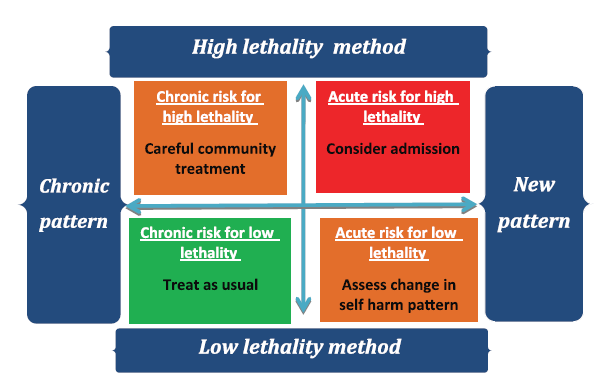 High lethality method
Chronic risk for
high lethality
Careful community
treatment
Acute risk for high
lethality
Consider admission
Chronic
pattern
New
pattern
Chronic risk for low
lethality
Treat as usual
Acute risk for low
lethality
Assess change in
self harm pattern
Low lethality method